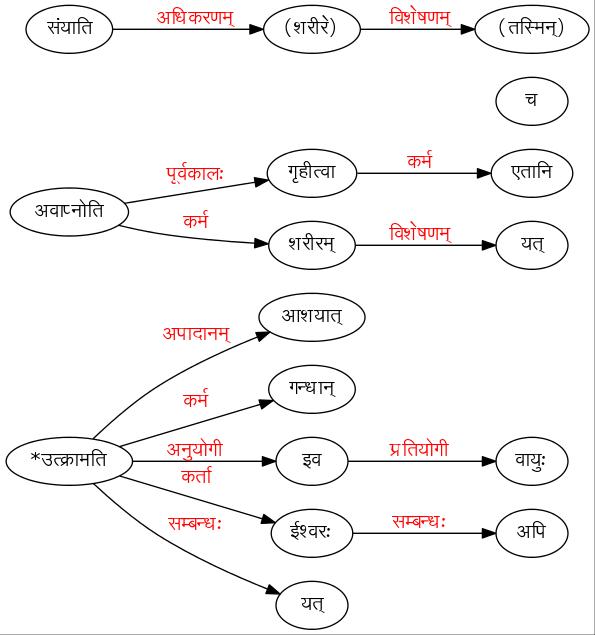 संयाति अधिकरणम् (शरीरे) विशेषणम् (तस्मिन्)
च
पूर्वकालः गृहीत्वा कर्म एतानि
अवाप्नोति
कर्म शरीरम् विशेषणम् यत्
अपादानम् आशयात्
कर्म गन्धान्
*उत्क्रामति अनुयोगी इव प्रतियोगी वायुः
कर्ता ईश्वरः सम्बन्धः अपि
सम्बन्धः यत्